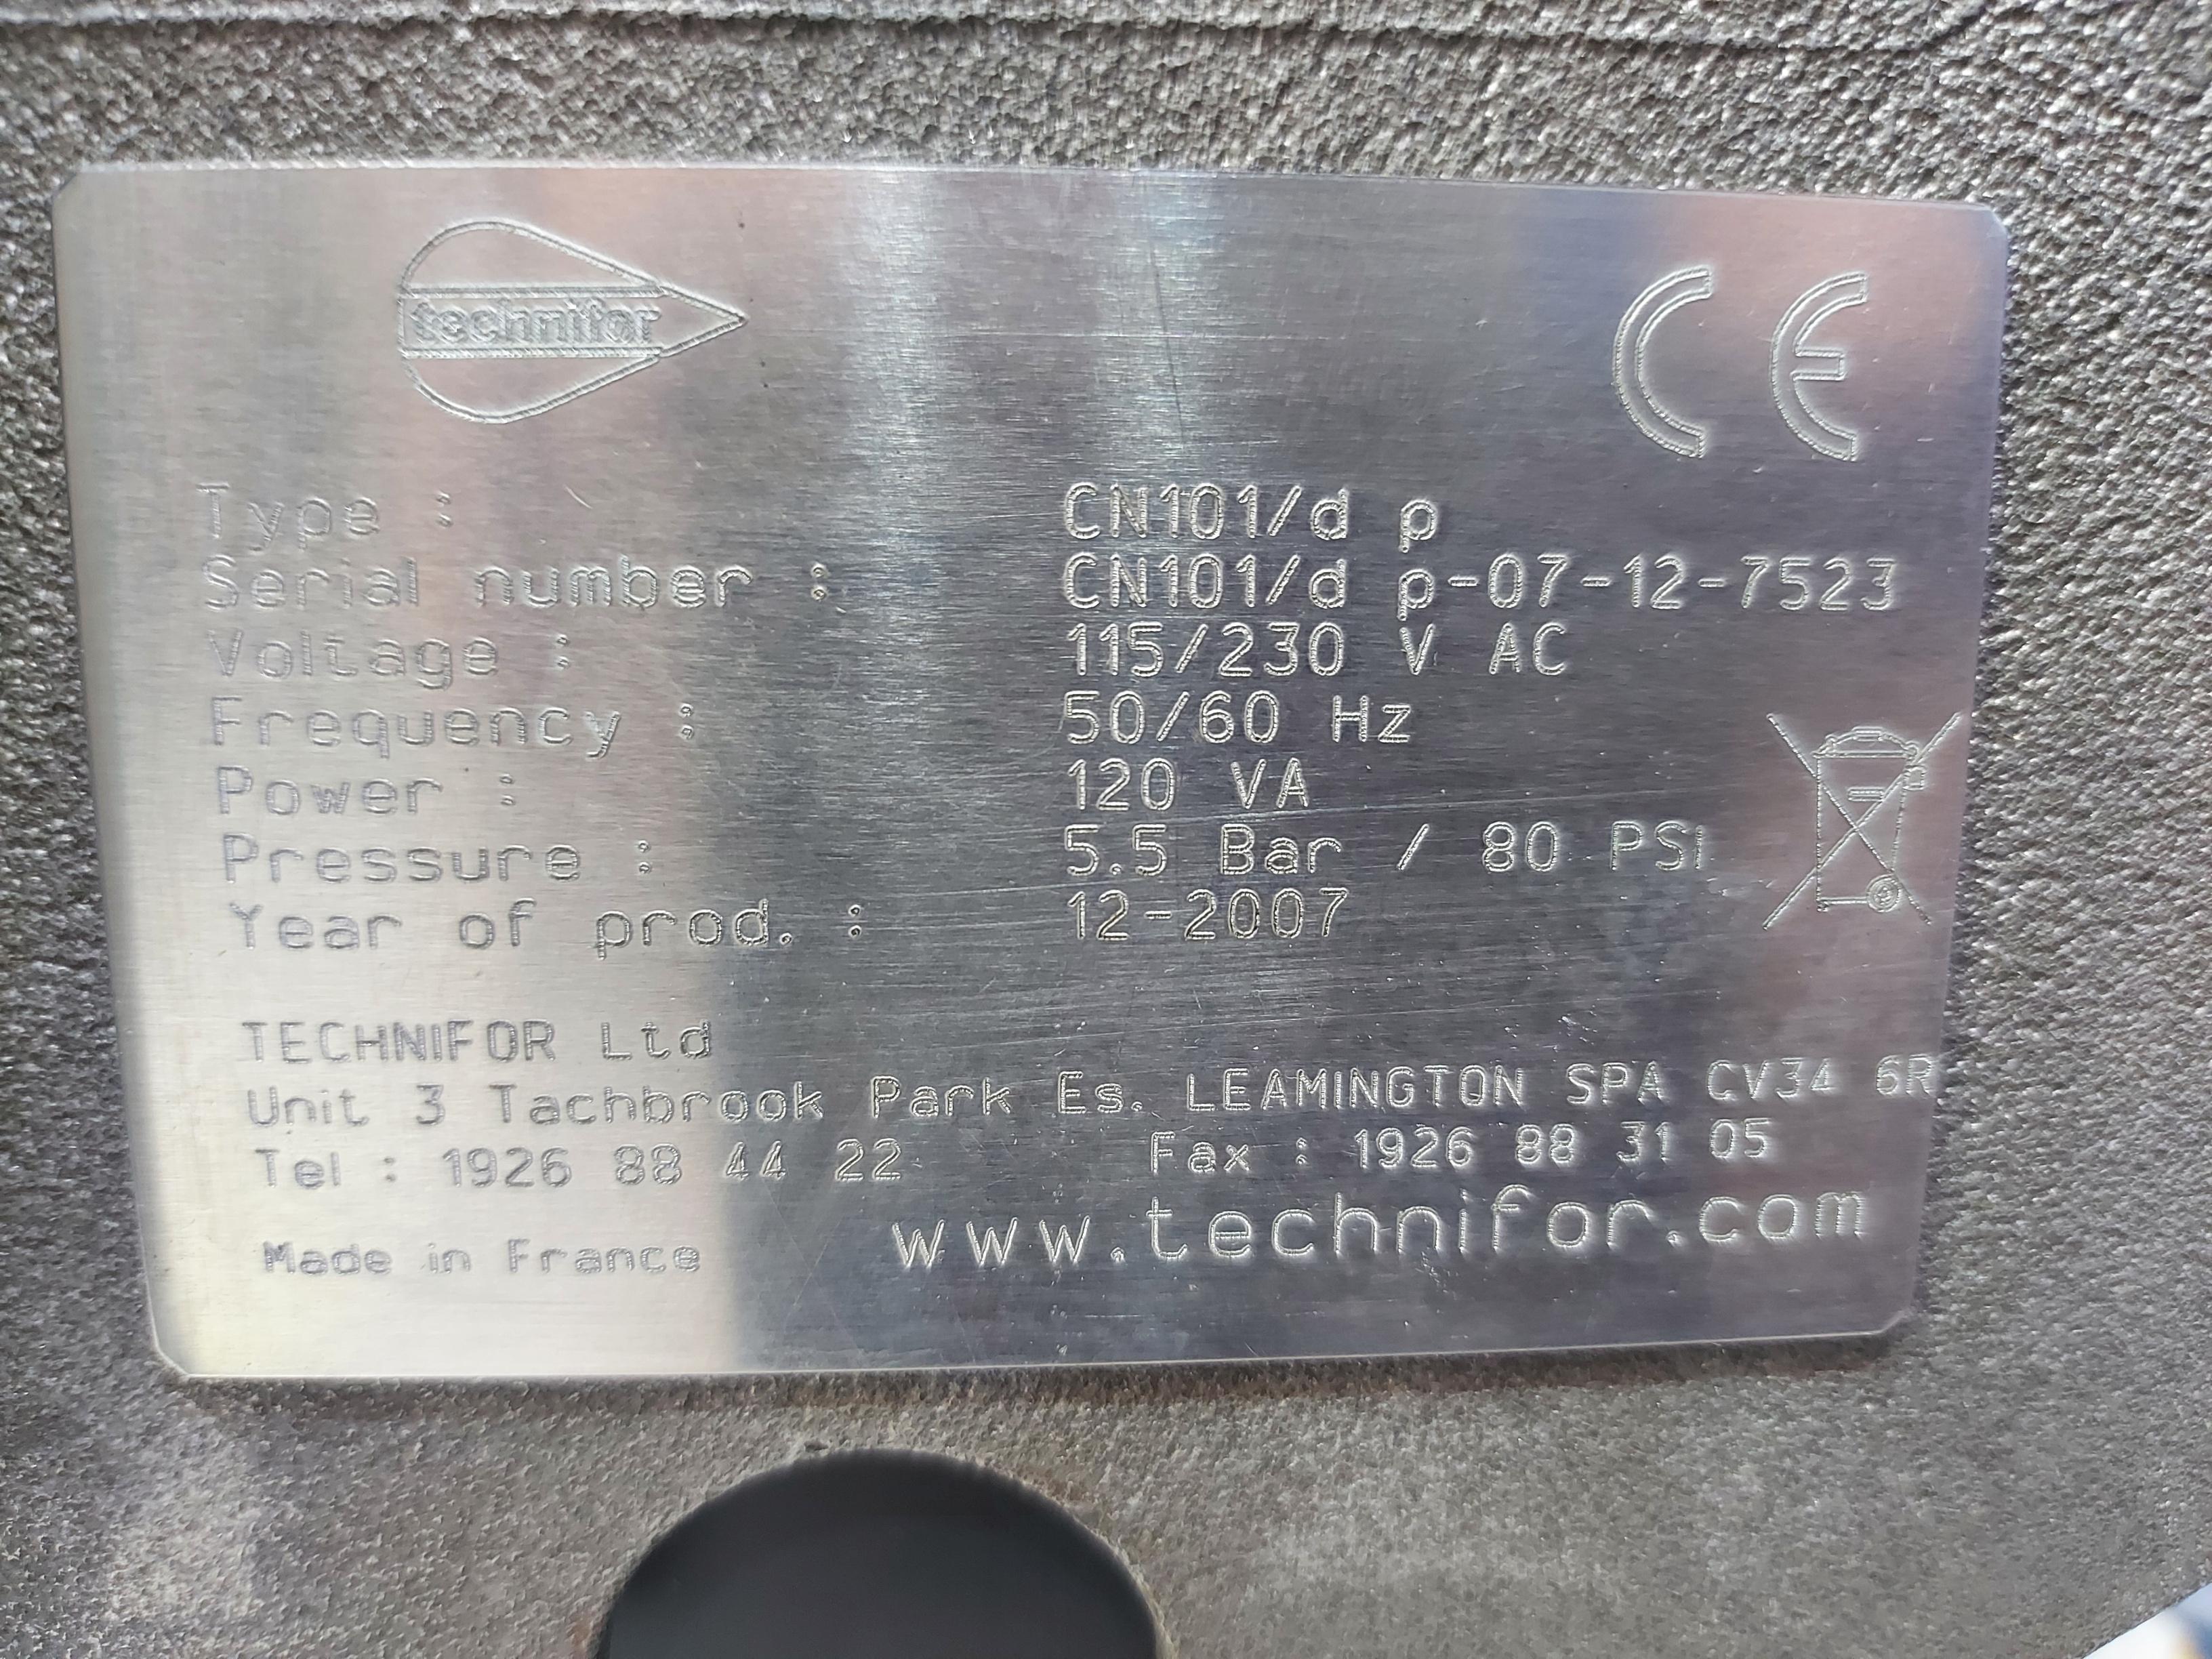 technifor
CE
Type : CN101/d p
Serial number : CN101/d p-07-12-7523
Voltage : 115/230 V AC
Frequency : 50/60 Hz
Power : 120 VA
Pressure : 5.5 Bar / 80 PSI
Year of prod. : 12-2007
TECHNIFOR Ltd
Unit 3 Tachbrook Park Es. LEAMINGTON SPA CV34 6R
Tel : 1926 88 44 22 Fax : 1926 88 31 05
Made in France www.technifor.com